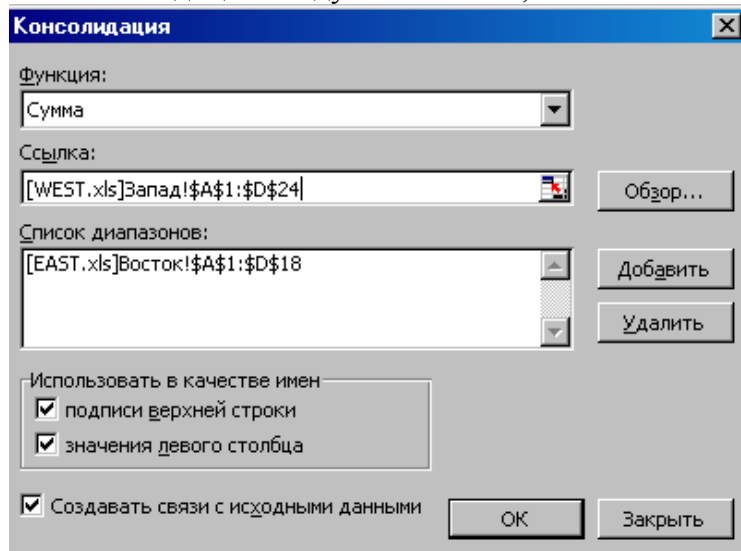 Консолидация
Функция:
Сумма
Ссылка:
[WEST.xls]Запад!$A$1:$D$24
Обзор...
Список диапазонов:
[EAST.xls]Восток!$A$1:$D$18
Добавить
Удалить
Использовать в качестве имен
подписи верхней строки
значения левого столбца
Создавать связи с исходными данными
ОК
Закрыть